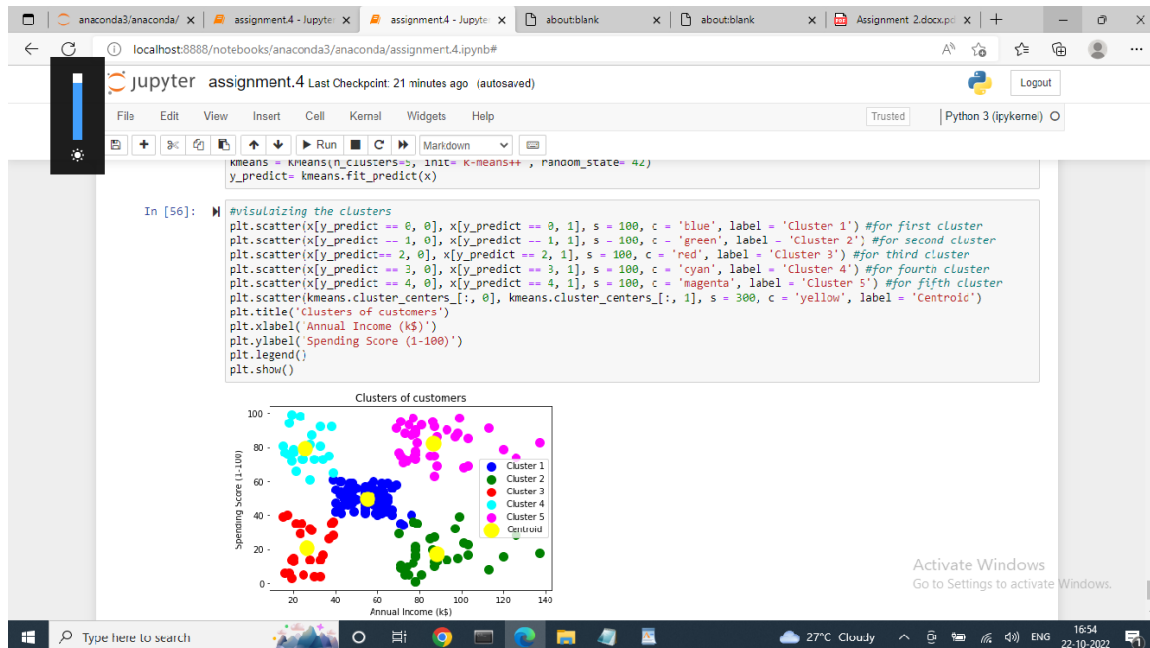 anaconda3/anaconda/
assignment.4 - Jupyter
assignment4 - Jupyter
about:blank
about:blank
Assignment 2.docx.pd
localhost:8888/notebooks/anaconda3/anaconda/assignment.4.ipynb#
jupyter assignment.4 Last Checkpoint: 21 minutes ago (autosaved)
Logout
File Edit View Insert Cell Kernel Widgets Help
Trusted
Python 3 (ipykernel)
Run
Markdown
kmeans = KMeans(n_clusters=5, init= k-means++ , random_state= 42)
y_predict= kmeans.fit_predict(x)
In [56]:
#visulaizing the clusters
plt.scatter(x[y_predict == 0, 0], x[y_predict == 0, 1], s = 100, c = 'blue', label = 'Cluster 1') #for first cluster
plt.scatter(x[y_predict == 1, 0], x[y_predict == 1, 1], s = 100, c = 'green', label = 'Cluster 2') #for second cluster
plt.scatter(x[y_predict== 2, 0], x[y_predict == 2, 1], s = 100, c = 'red', label = 'Cluster 3') #for third cluster
plt.scatter(x[y_predict == 3, 0], x[y_predict == 3, 1], s = 100, c = 'cyan', label = 'Cluster 4') #for fourth cluster
plt.scatter(x[y_predict == 4, 0], x[y_predict == 4, 1], s = 100, c = 'magenta', label = 'Cluster 5') #for fifth cluster
plt.scatter(kmeans.cluster_centers_[:, 0], kmeans.cluster_centers_[:, 1], s = 300, c = 'yellow', label = 'Centroid')
plt.title('Clusters of customers')
plt.xlabel('Annual Income (k$)')
plt.ylabel('Spending Score (1-100)')
plt.legend()
plt.show()
Clusters of customers
100
80
60
40
20
0
Spending Score (1-100)
Cluster 1
Cluster 2
Cluster 3
Cluster 4
Cluster 5
Centroid
20 40 60 80 100 120 140
Annual Income (k$)
Activate Windows
Go to Settings to activate Windows.
Type here to search
27°C Cloudy
ENG
16:54
22-10-2022